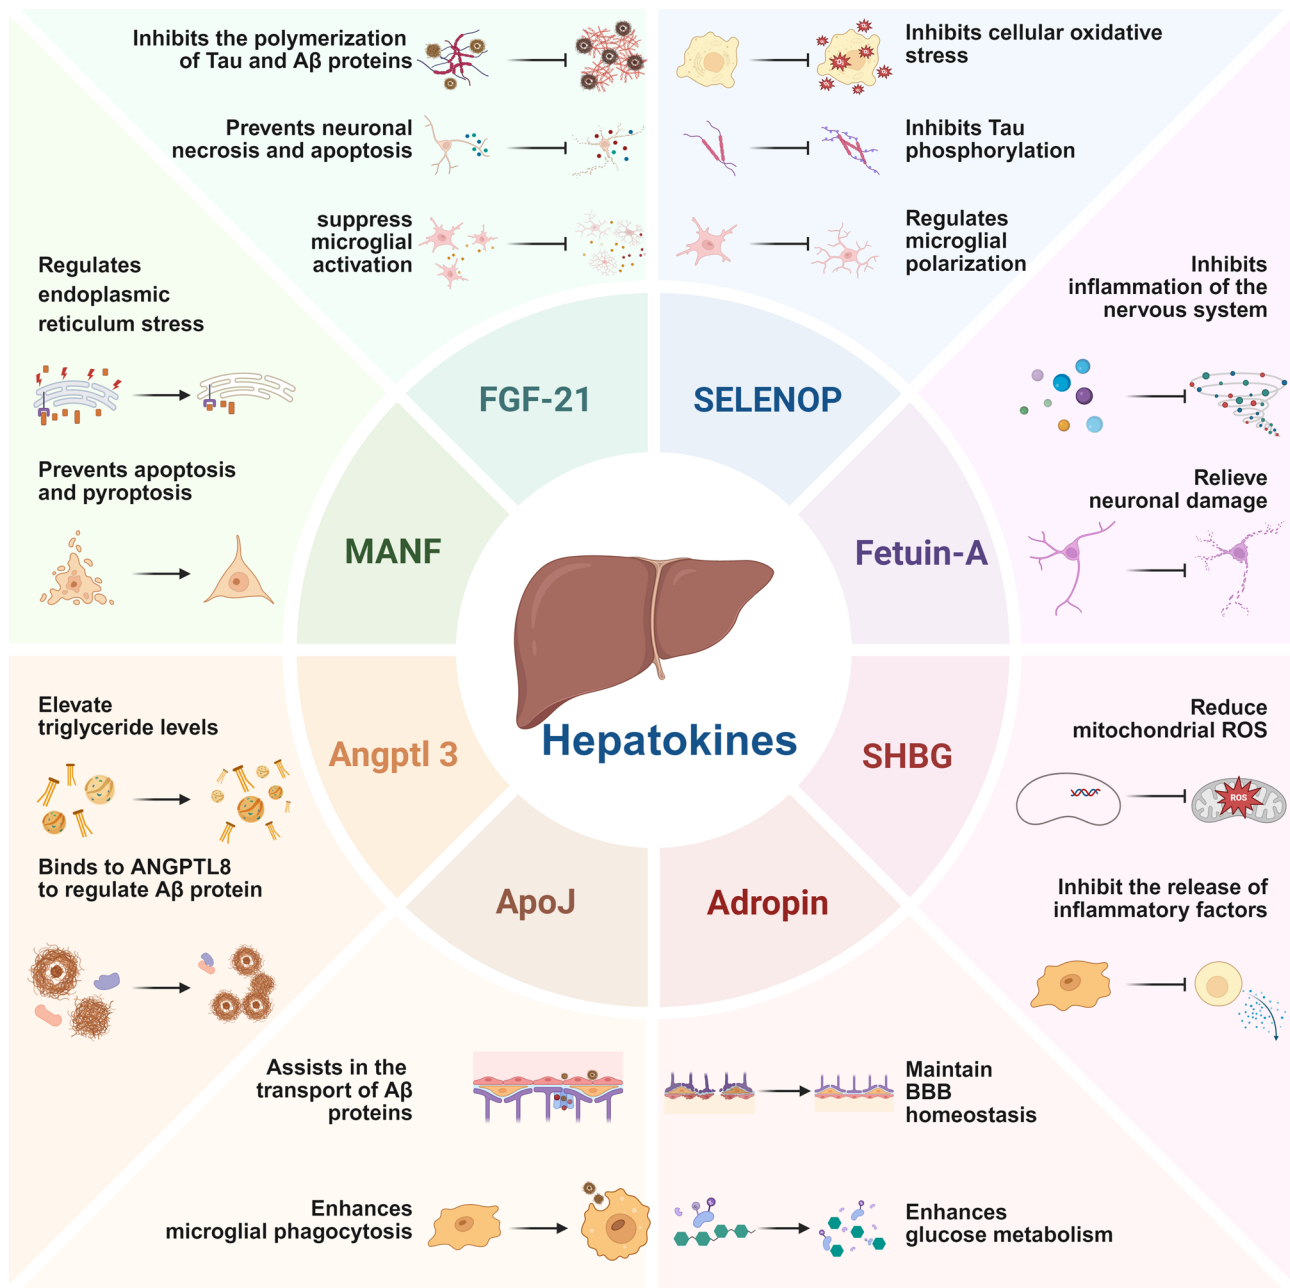 Inhibits the polymerization
of Tau and Aβ proteins
Prevents neuronal
necrosis and apoptosis
suppress
microglial
activation
Inhibits cellular oxidative
stress
Inhibits Tau
phosphorylation
Regulates
microglial
polarization
Regulates
endoplasmic
reticulum stress
Prevents apoptosis
and pyroptosis
Inhibits
inflammation of the
nervous system
Relieve
neuronal damage
FGF-21
SELENOP
MANF
Fetuin-A
Hepatokines
Angptl 3
SHBG
ApoJ
Adropin
Elevate
triglyceride levels
Binds to ANGPTL8
to regulate Aβ protein
Reduce
mitochondrial ROS
ROS
Inhibit the release of
inflammatory factors
Assists in the
transport of Aβ
proteins
Enhances
microglial phagocytosis
Maintain
BBB
homeostasis
Enhances
glucose metabolism